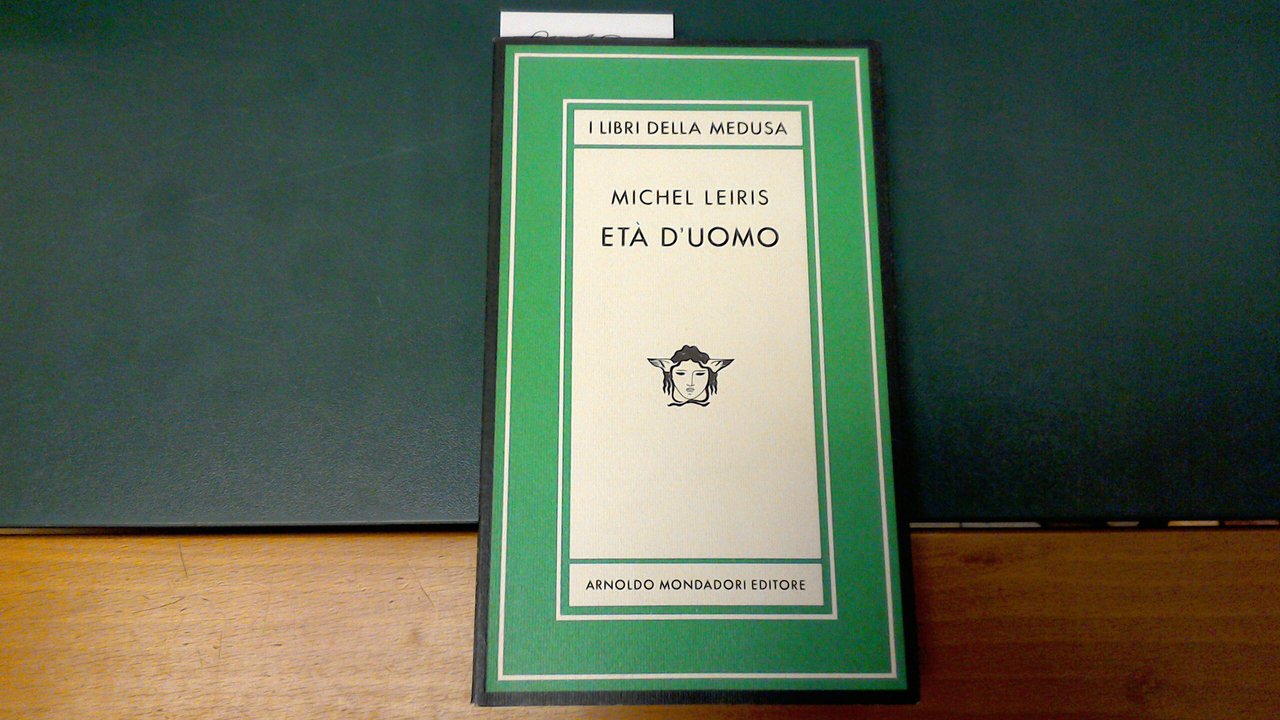 I LIBRI DELLA MEDUSA
MICHEL LEIRIS
ETÀ D'UOMO
ARNOLDO MONDADORI EDITORE